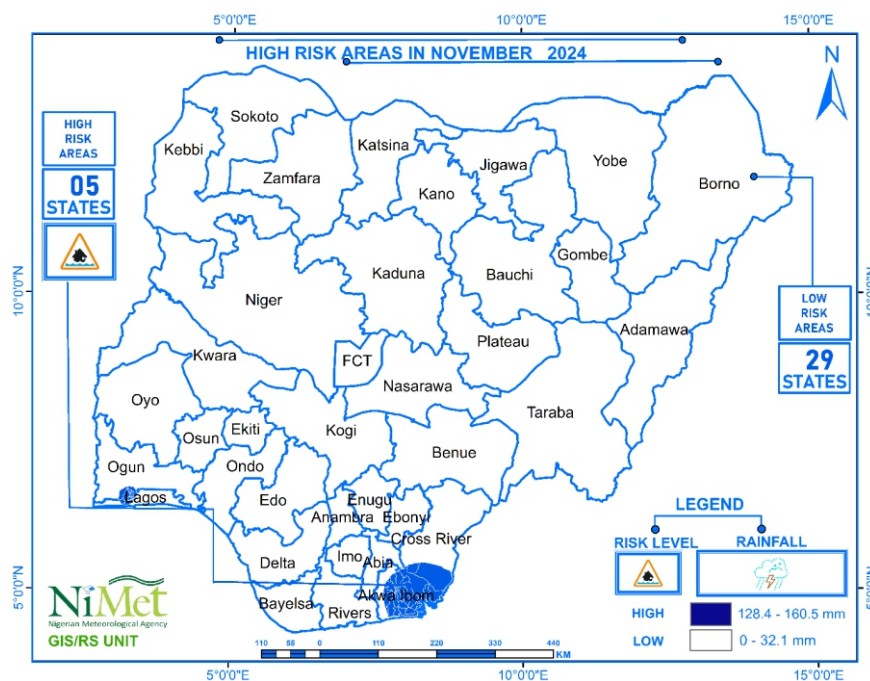 5°0'0"E
10°0'0"E
15°0'0"E
HIGH RISK AREAS IN NOVEMBER 2024
N
HIGH
RISK
AREAS
05
STATES
Sokoto
Kebbi
Zamfara
Katsina
Kano
Jigawa
Yobe
Borno
Gombe
Bauchi
Kaduna
Niger
10°0'0"N
LOW
RISK
AREAS
29
STATES
Adamawa
Plateau
FCT
Kwara
Nasarawa
Oyo
Taraba
Osun
Ekiti
Kogi
Benue
Ogun
Ondo
Lagos
Edo
Enugu
Anambra
Ebonyi
Cross River
Delta
Imo
Abia
Akwa Ibom
Bayelsa
Rivers
5°0'0"N
LEGEND
RISK LEVEL
RAINFALL
HIGH
128.4 - 160.5 mm
LOW
0 - 32.1 mm
NiMet
Nigerian Meteorological Agency
GIS/RS UNIT
110 55 0 110 220 330 440
KM
5°0'0"E
10°0'0"E
15°0'0"E